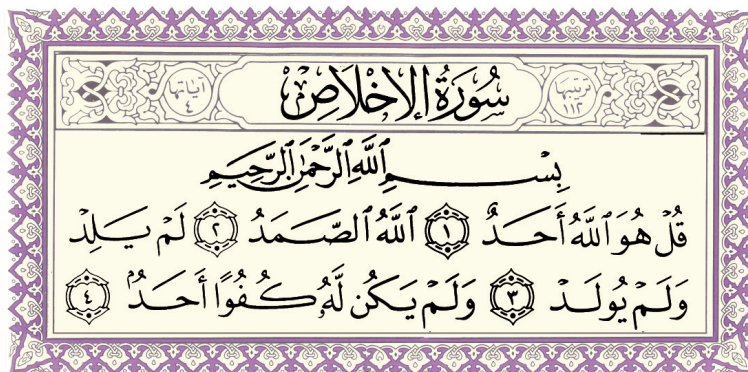 ترتيبها ١١٢
سُورَةُ الإِخْلَاصِ
آياتها ٤
بِسْمِ ٱللَّهِ ٱلرَّحْمَٰنِ ٱلرَّحِيمِ
قُلْ هُوَ ٱللَّهُ أَحَدٌ ١ ٱللَّهُ ٱلصَّمَدُ ٢ لَمْ يَلِدْ
وَلَمْ يُولَدْ ٣ وَلَمْ يَكُن لَّهُۥ كُفُوًا أَحَدٌۢ ٤